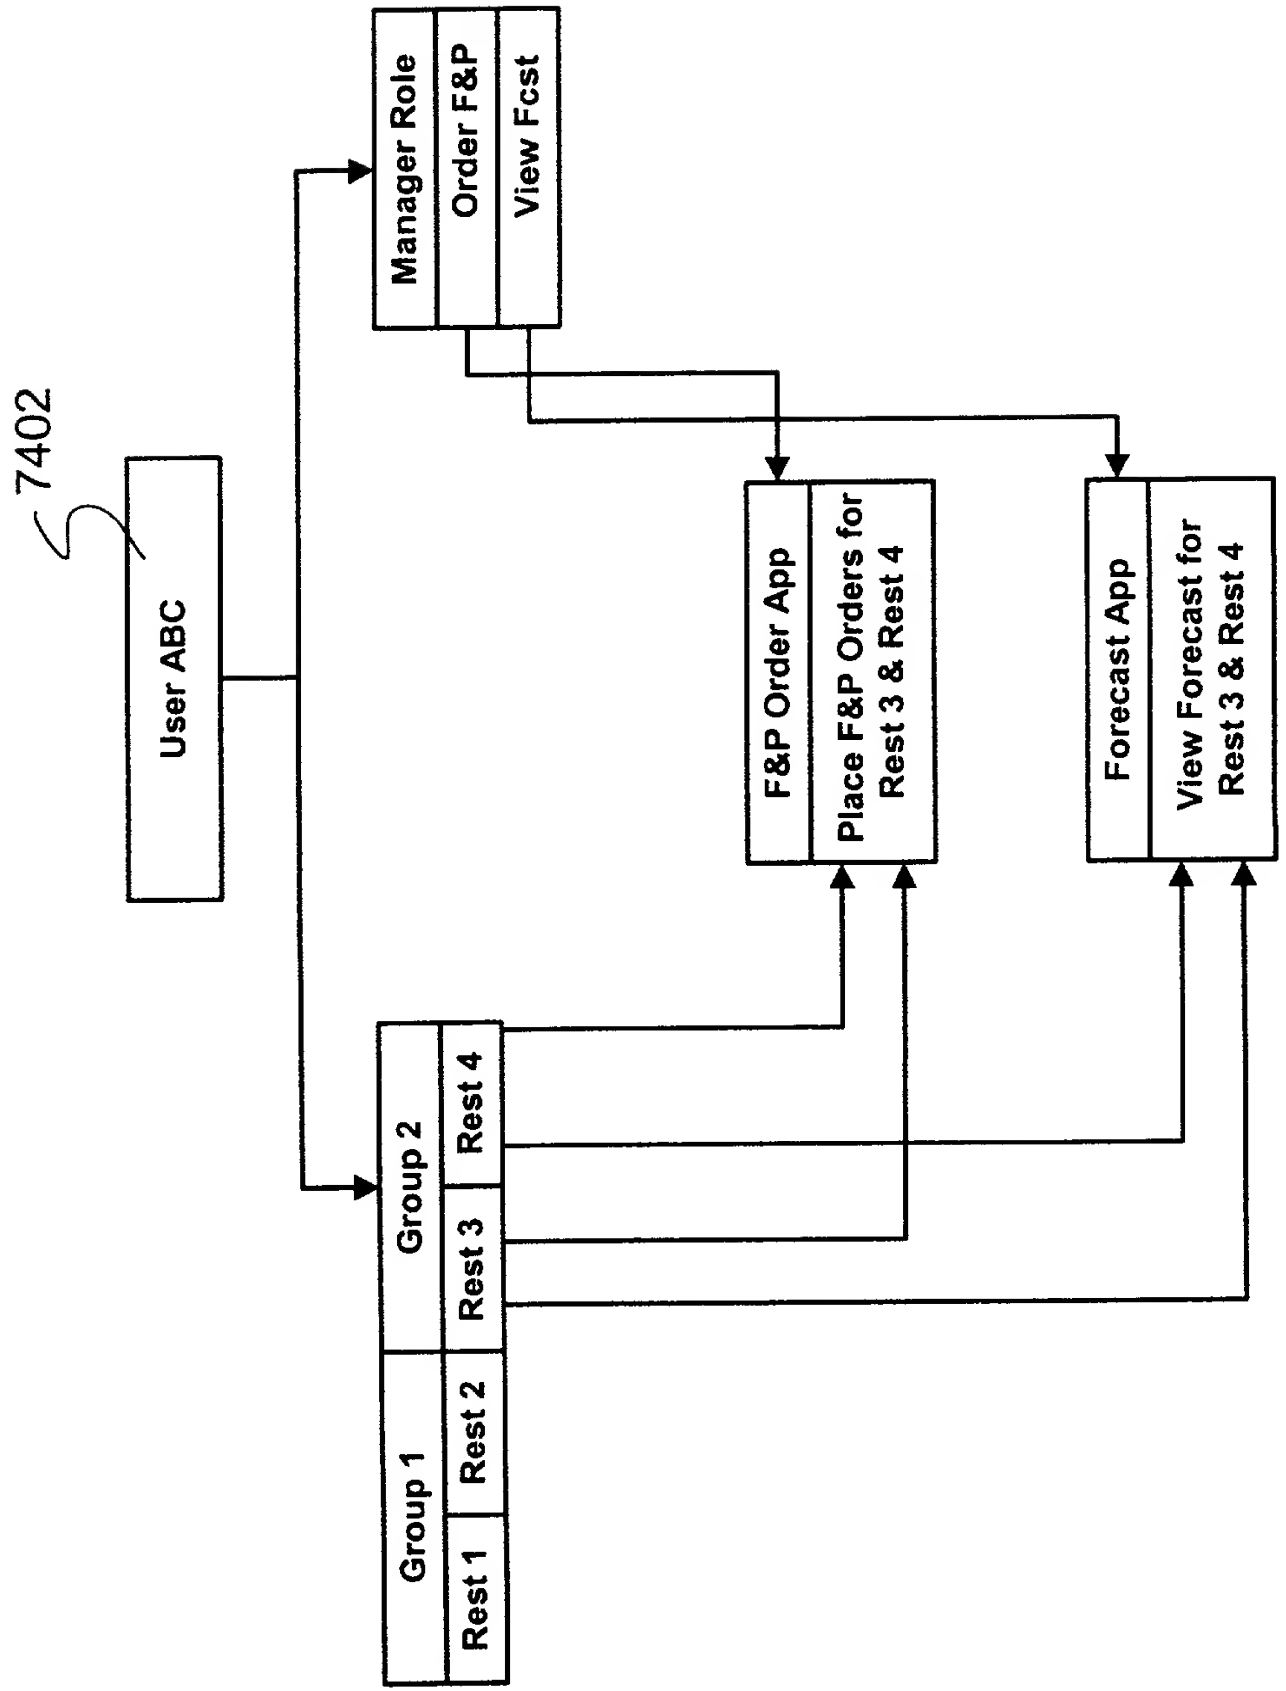 7402
User ABC
Group 1
Group 2
Rest 1
Rest 2
Rest 3
Rest 4
Manager Role
Order F&P
View Fcst
F&P Order App
Place F&P Orders for
Rest 3 & Rest 4
Forecast App
View Forecast for
Rest 3 & Rest 4